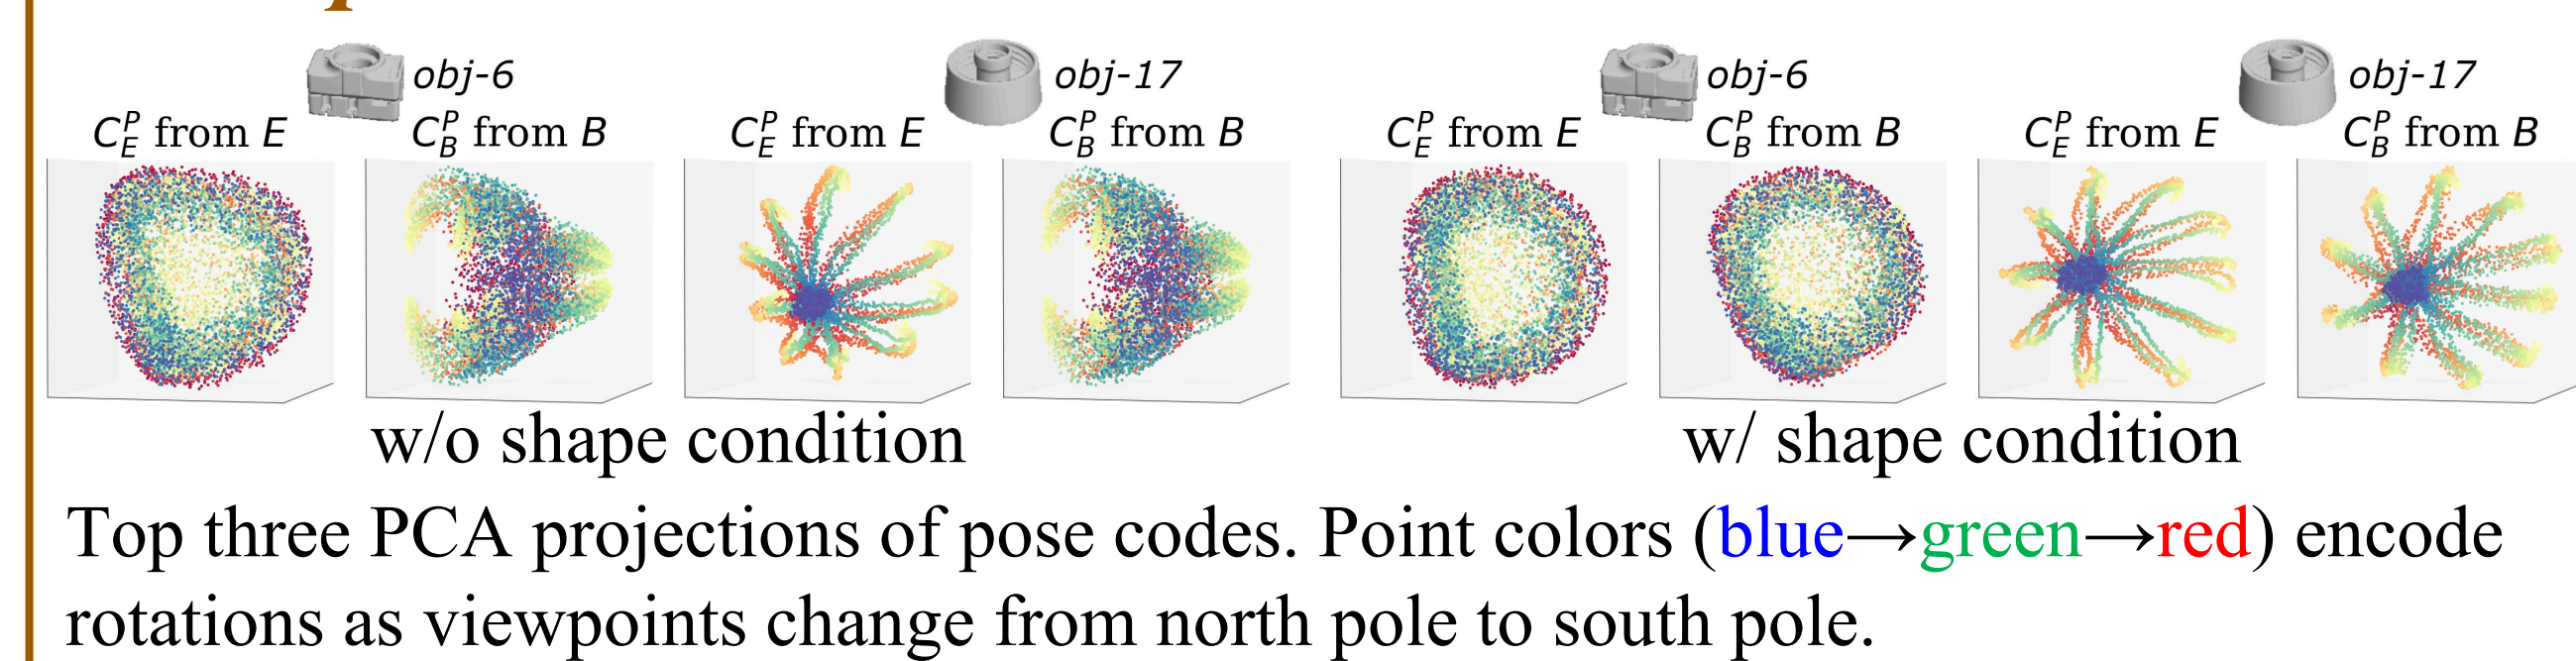 obj-6 obj-17 obj-6 obj-17
C_E^P from E C_B^P from B C_E^P from E C_B^P from B C_E^P from E C_B^P from B C_E^P from E C_B^P from B
w/o shape condition w/ shape condition
Top three PCA projections of pose codes. Point colors (blue→green→red) encode
rotations as viewpoints change from north pole to south pole.